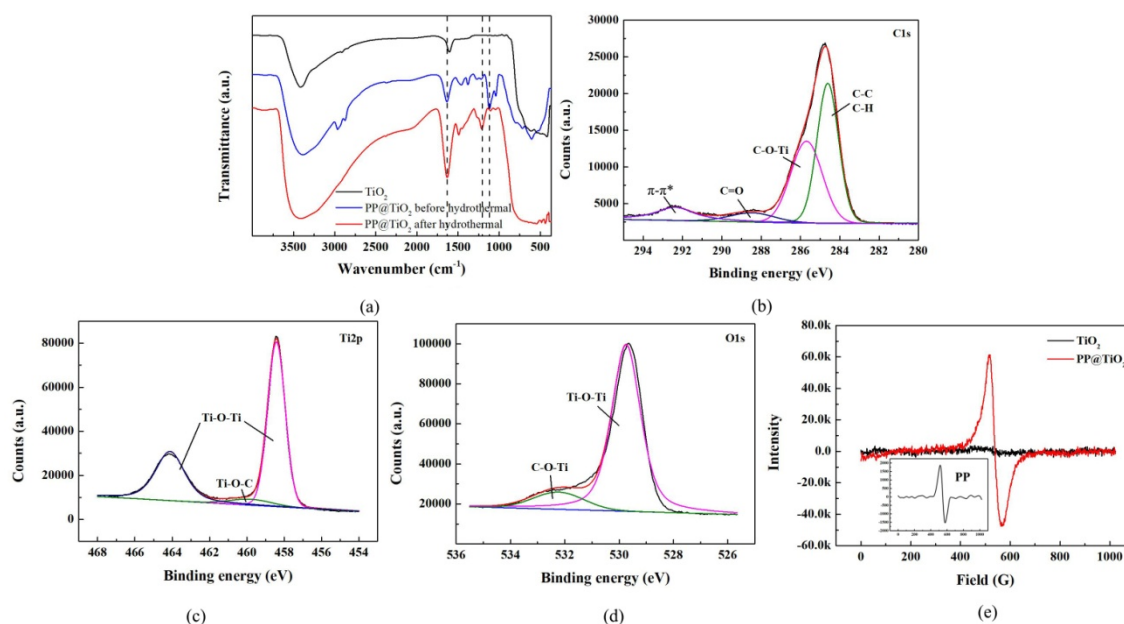 Transmittance (a.u.)
TiO2
PP@TiO2 before hydrothermal
PP@TiO2 after hydrothermal
3500 3000 2500 2000 1500 1000 500
Wavenumber (cm-1)
(a)
C1s
30000
25000
20000
15000
10000
5000
Counts (a.u.)
C-C
C-H
C-O-Ti
C=O
π-π*
294 292 290 288 286 284 282 280
Binding energy (eV)
(b)
Ti2p
80000
60000
40000
20000
0
Counts (a.u.)
Ti-O-Ti
Ti-O-C
468 466 464 462 460 458 456 454
Binding energy (eV)
(c)
O1s
100000
80000
60000
40000
20000
0
Counts (a.u.)
Ti-O-Ti
C-O-Ti
536 534 532 530 528 526
Binding energy (eV)
(d)
80.0k
60.0k
40.0k
20.0k
0.0
-20.0k
-40.0k
-60.0k
Intensity
TiO2
PP@TiO2
PP
0 200 400 600 800 1000
Field (G)
(e)